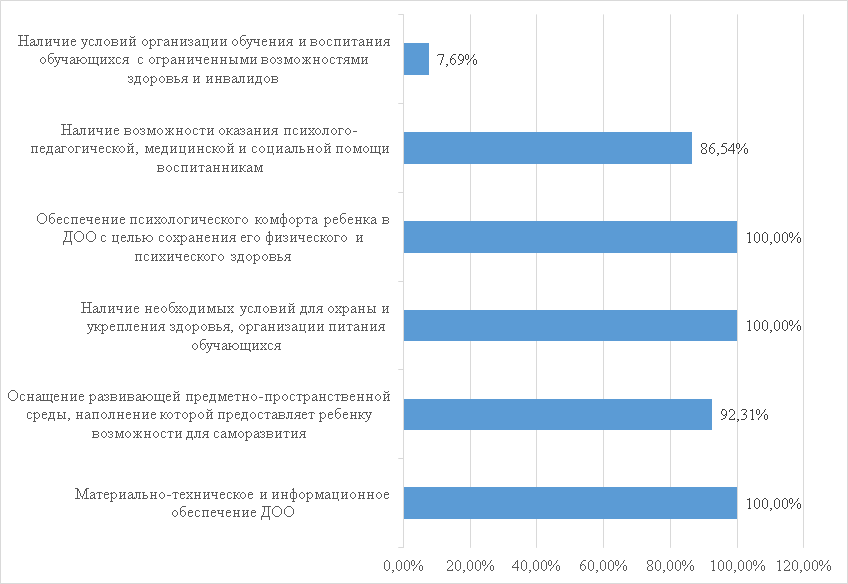 Наличие условий организации обучения и воспитания
обучающихся с ограниченными возможностями
здоровья и инвалидов
7,69%
Наличие возможности оказания психолого-
педагогической, медицинской и социальной помощи
воспитанникам
86,54%
Обеспечение психологического комфорта ребенка в
ДОО с целью сохранения его физического и
психического здоровья
100,00%
Наличие необходимых условий для охраны и
укрепления здоровья, организации питания
обучающихся
100,00%
Оснащение развивающей предметно-пространственной
среды, наполнение которой предоставляет ребенку
возможности для саморазвития
92,31%
Материально-техническое и информационное
обеспечение ДОО
100,00%
0,00% 20,00% 40,00% 60,00% 80,00% 100,00% 120,00%